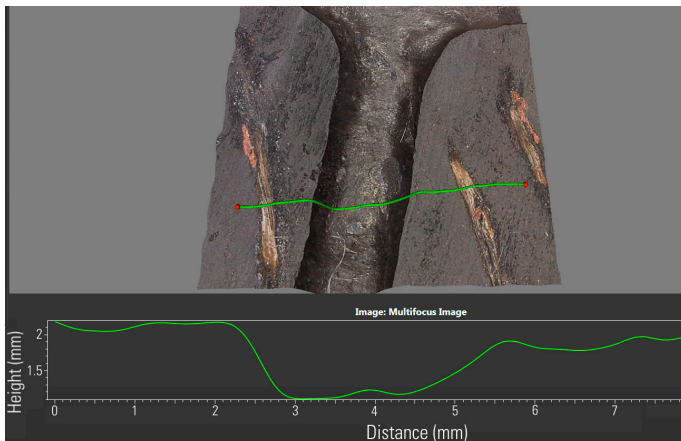 Image: Multifocus Image
Height (mm)
2
1.5
0 1 2 3 4 5 6 7
Distance (mm)